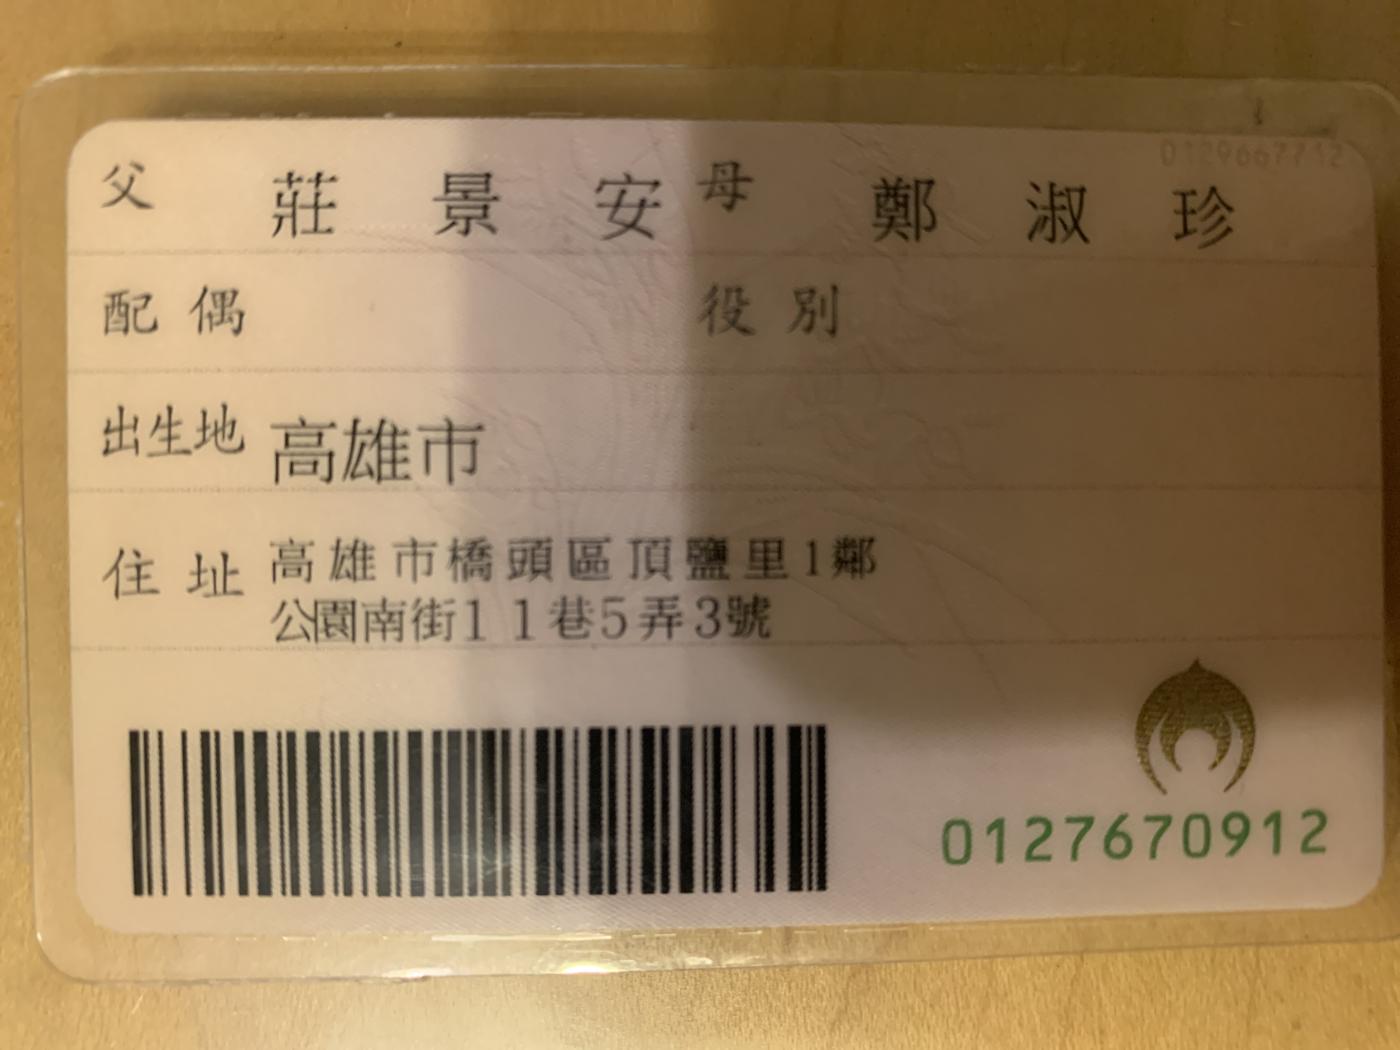 0129667712
父 莊景安 母 鄭淑珍
配偶 役別
出生地 高雄市
住址 高雄市橋頭區頂鹽里1鄰
公園南街11巷5弄3號
0127670912